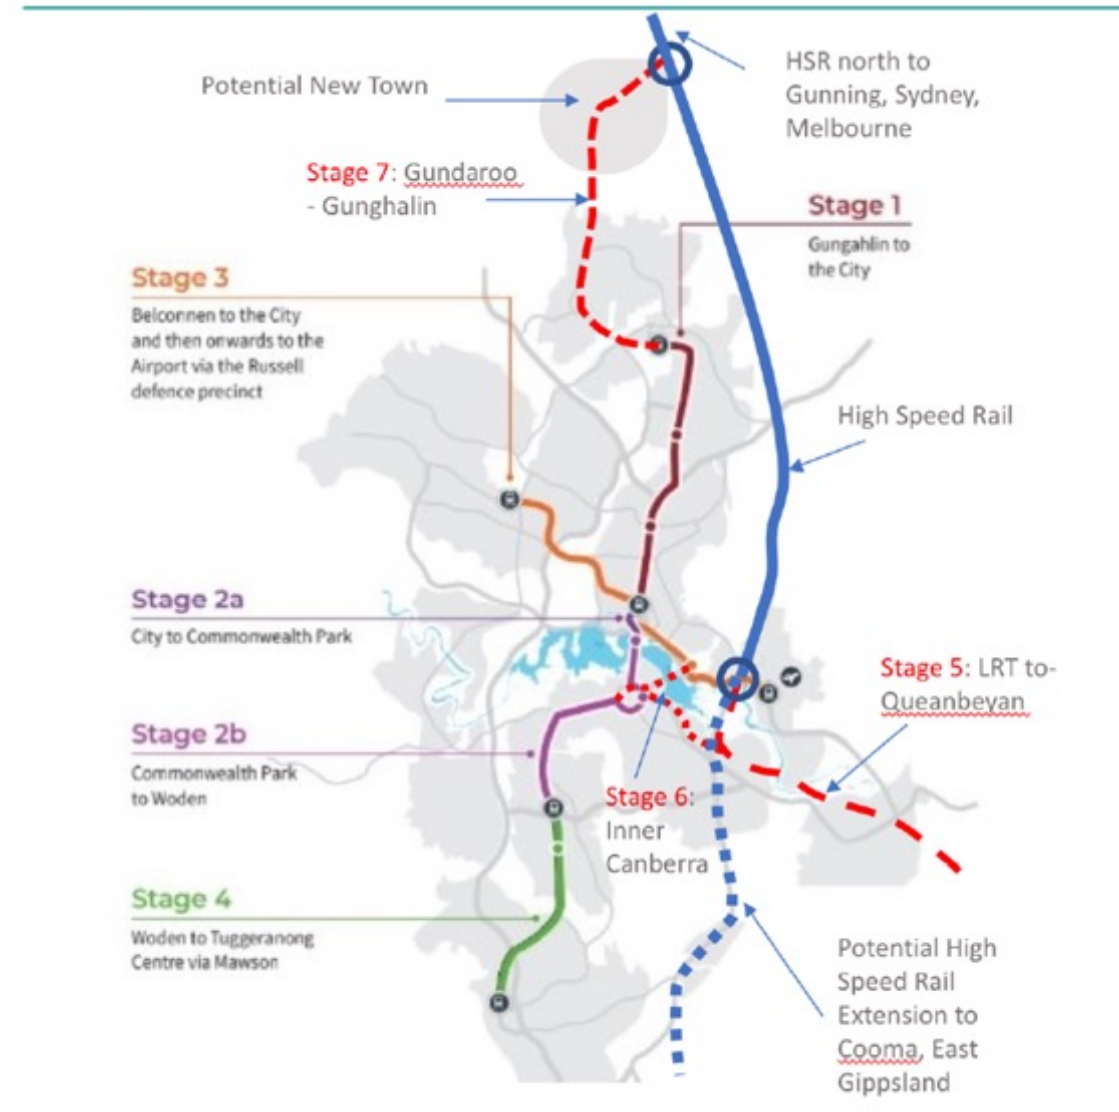 HSR north to
Gunning, Sydney,
Melbourne
Potential New Town
Stage 7: Gundaroo
- Gunghalin
Stage 1
Gungahlin to
the City
Stage 3
Belconnen to the City
and then onwards to the
Airport via the Russell
defence precinct
High Speed Rail
Stage 2a
City to Commonwealth Park
Stage 5: LRT to-
Queanbeyan
Stage 2b
Commonwealth Park
to Woden
Stage 6:
Inner
Canberra
Stage 4
Woden to Tuggeranong
Centre via Mawson
Potential High
Speed Rail
Extension to
Cooma, East
Gippsland